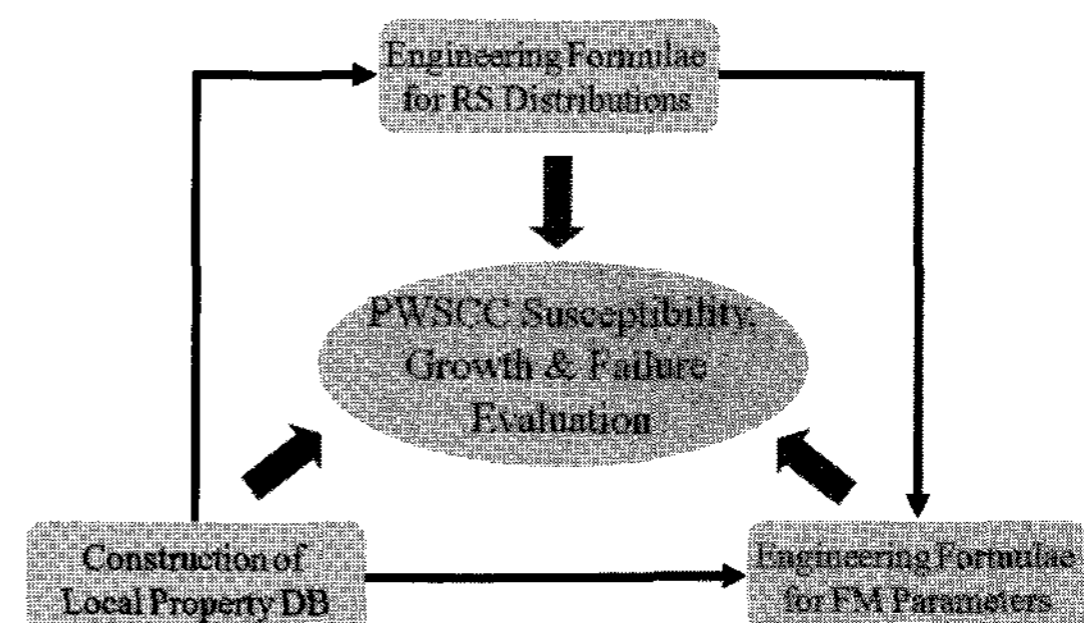 Engineering Formulae
for RS Distributions
PWSCC Susceptibility,
Growth & Failure
Evaluation
Construction of
Local Property DB
Engineering Formulae
for FM Parameters